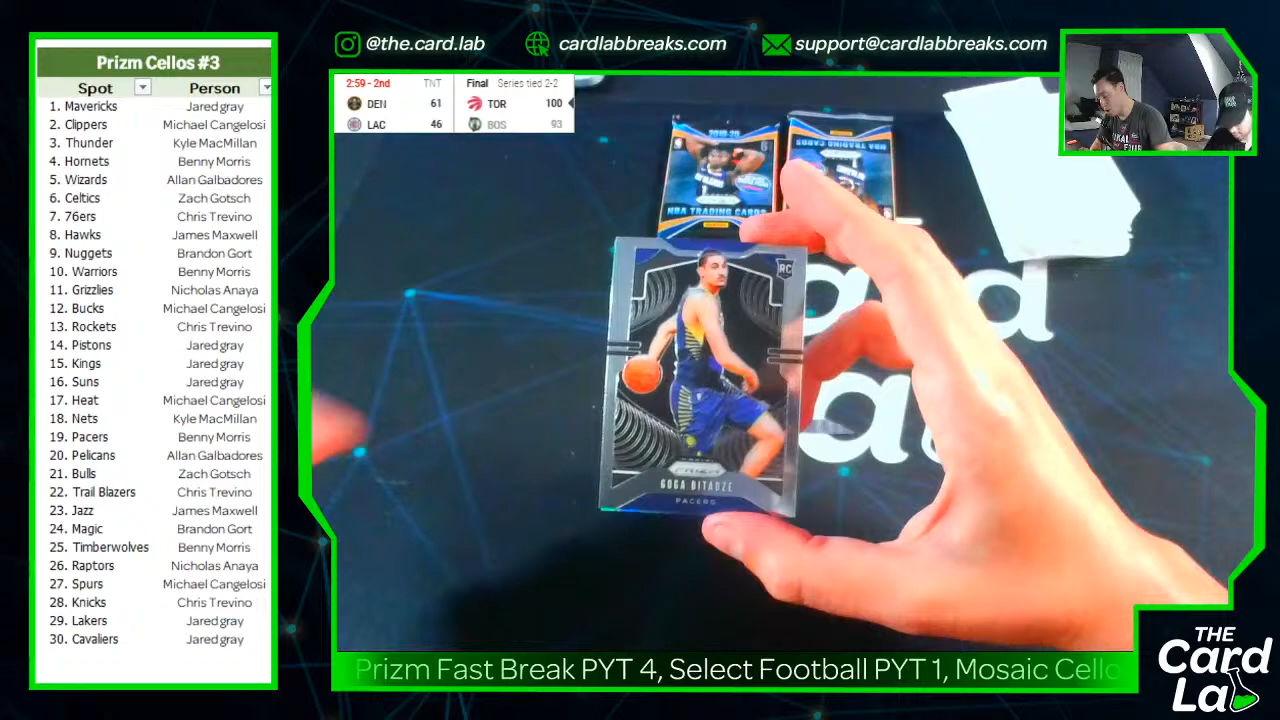 @the.card.lab
cardlabbreaks.com
support@cardlabbreaks.com
Prizm Cellos #3
Spot Person
1. Mavericks Jared gray
2. Clippers Michael Cangelosi
3. Thunder Kyle MacMillan
4. Hornets Benny Morris
5. Wizards Allan Galbadores
6. Celtics Zach Gotsch
7. 76ers Chris Trevino
8. Hawks James Maxwell
9. Nuggets Brandon Gort
10. Warriors Benny Morris
11. Grizzlies Nicholas Anaya
12. Bucks Michael Cangelosi
13. Rockets Chris Trevino
14. Pistons Jared gray
15. Kings Jared gray
16. Suns Jared gray
17. Heat Michael Cangelosi
18. Nets Kyle MacMillan
19. Pacers Benny Morris
20. Pelicans Allan Galbadores
21. Bulls Zach Gotsch
22. Trail Blazers Chris Trevino
23. Jazz James Maxwell
24. Magic Brandon Gort
25. Timberwolves Benny Morris
26. Raptors Nicholas Anaya
27. Spurs Michael Cangelosi
28. Knicks Chris Trevino
29. Lakers Jared gray
30. Cavaliers Jared gray
2:59 - 2nd TNT
DEN 61
LAC 46
Final Series tied 2-2
TOR 100
BOS 93
2019-20
NBA TRADING CARDS
NBA TRADING CARDS
RC
PRIZM
GOGA BITADZE
PACERS
Prizm Fast Break PYT 4, Select Football PYT 1, Mosaic Cello
THE
Card
Lab